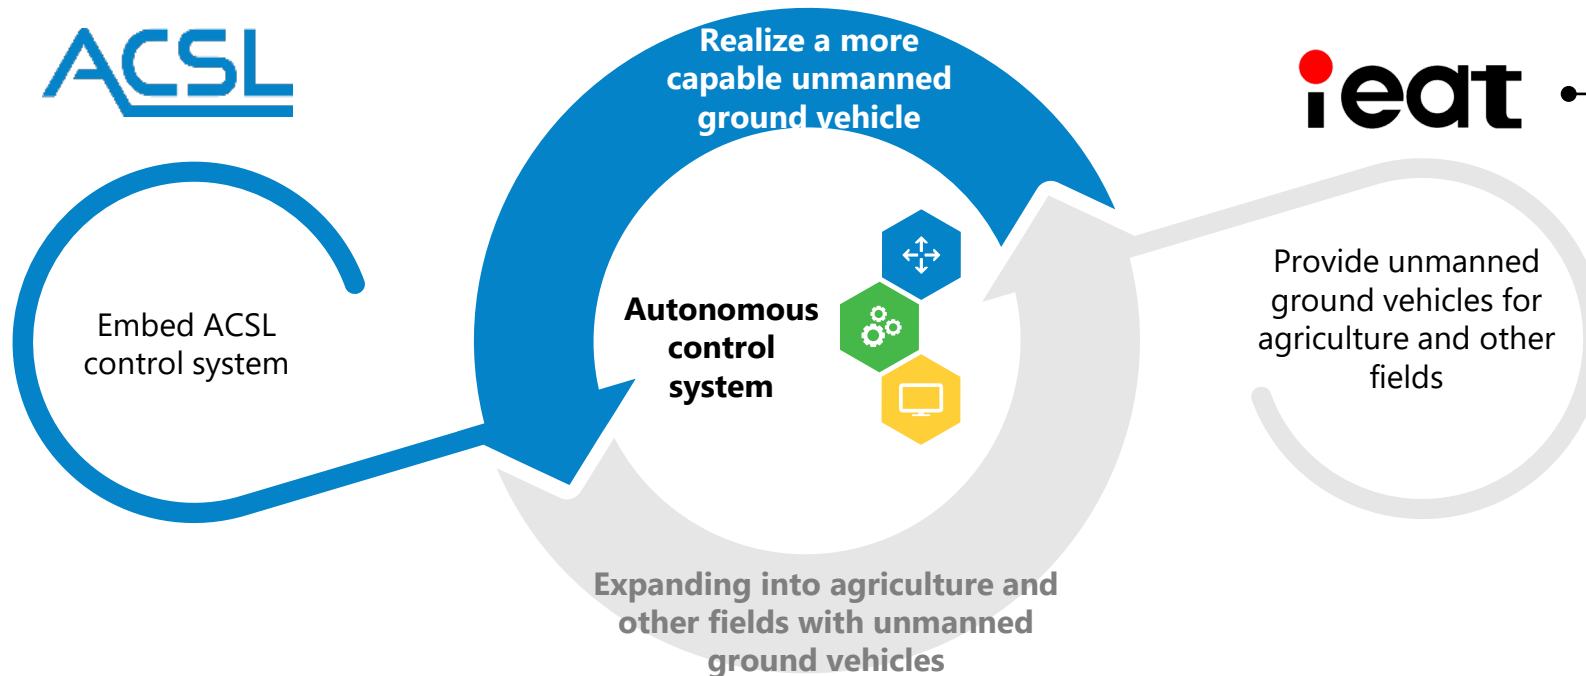 ACSL
Realize a more
capable unmanned
ground vehicle
ieat
Embed ACSL
control system
Autonomous
control
system
Provide unmanned
ground vehicles for
agriculture and other
fields
Expanding into agriculture and
other fields with unmanned
ground vehicles